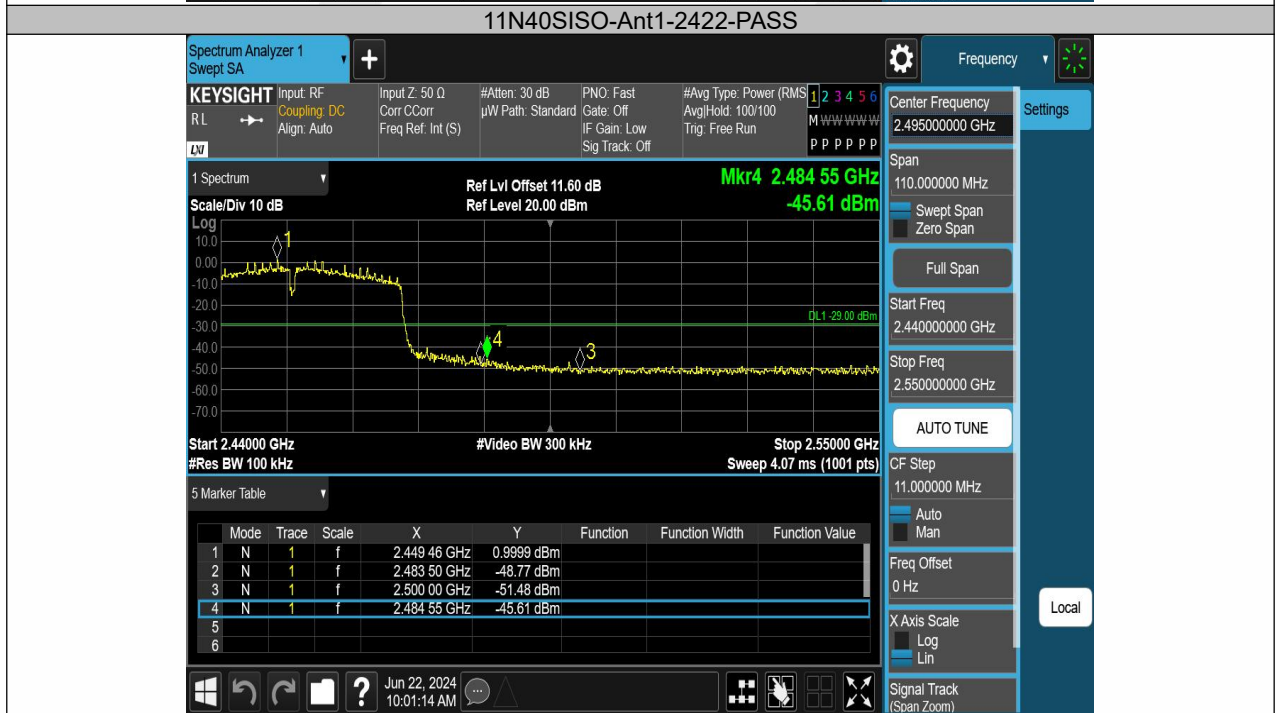 11N40SISO-Ant1-2422-PASS
Spectrum Analyzer 1
Swept SA
+
Frequency
KEYSIGHT
RL
LXI
Input: RF
Coupling: DC
Align: Auto
Input Z: 50 Ω
Corr CCorr
Freq Ref: Int (S)
#Atten: 30 dB
µW Path: Standard
PNO: Fast
Gate: Off
IF Gain: Low
Sig Track: Off
#Avg Type: Power (RMS
Avg|Hold: 100/100
Trig: Free Run
1 2 3 4 5 6
M W W W W W
P P P P P P
1 Spectrum
Scale/Div 10 dB
Ref Lvl Offset 11.60 dB
Ref Level 20.00 dBm
Mkr4 2.484 55 GHz
-45.61 dBm
Log
10.0
0.00
-10.0
-20.0
-30.0
-40.0
-50.0
-60.0
-70.0
1
4
3
DL1 -29.00 dBm
Start 2.44000 GHz
#Video BW 300 kHz
Stop 2.55000 GHz
#Res BW 100 kHz
Sweep 4.07 ms (1001 pts)
5 Marker Table
Mode Trace Scale X Y Function Function Width Function Value
1 N 1 f 2.449 46 GHz 0.9999 dBm
2 N 1 f 2.483 50 GHz -48.77 dBm
3 N 1 f 2.500 00 GHz -51.48 dBm
4 N 1 f 2.484 55 GHz -45.61 dBm
5
6
Jun 22, 2024
10:01:14 AM
?
Center Frequency
2.495000000 GHz
Settings
Span
110.000000 MHz
Swept Span
Zero Span
Full Span
Start Freq
2.440000000 GHz
Stop Freq
2.550000000 GHz
AUTO TUNE
CF Step
11.000000 MHz
Auto
Man
Freq Offset
0 Hz
X Axis Scale
Log
Lin
Local
Signal Track
(Span Zoom)